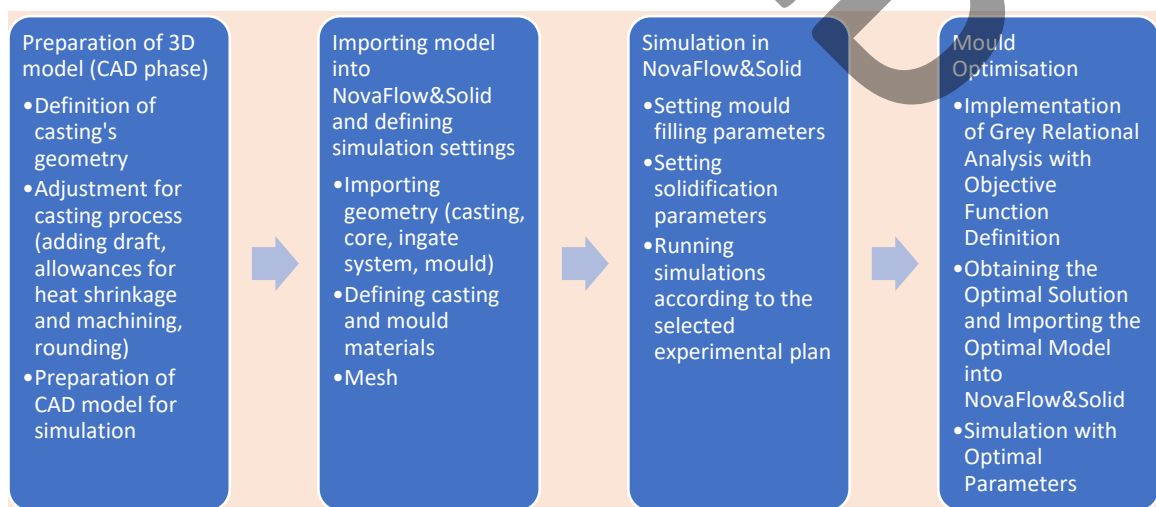 Preparation of 3D
model (CAD phase)
•Definition of
casting's
geometry
•Adjustment for
casting process
(adding draft,
allowances for
heat shrinkage
and machining,
rounding)
•Preparation of
CAD model for
simulation
Importing model
into
NovaFlow&Solid
and defining
simulation settings
•Importing
geometry (casting,
core, ingate
system, mould)
•Defining casting
and mould
materials
•Mesh
Simulation in
NovaFlow&Solid
•Setting mould
filling parameters
•Setting
solidification
parameters
•Running
simulations
according to the
selected
experimental plan
Mould
Optimisation
•Implementation
of Grey Relational
Analysis with
Objective
Function
Definition
•Obtaining the
Optimal Solution
and Importing the
Optimal Model
into
NovaFlow&Solid
•Simulation with
Optimal
Parameters